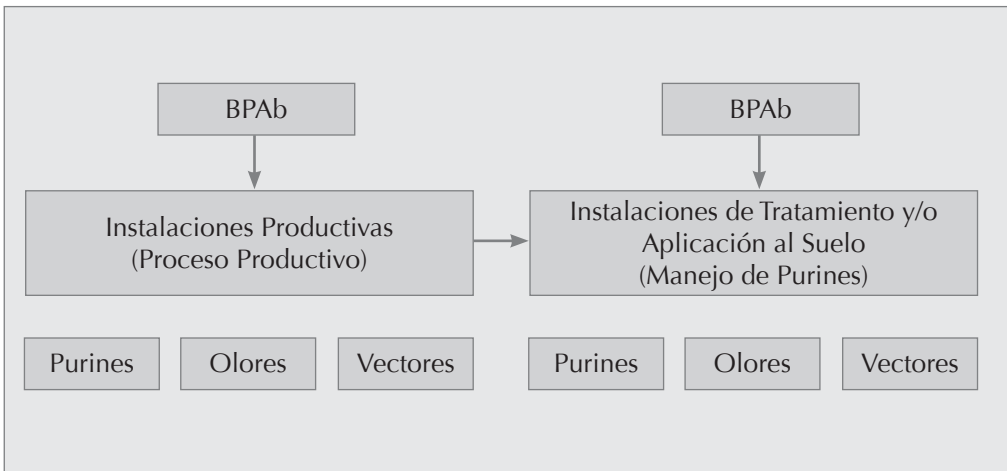 BPAb
BPAb
Instalaciones Productivas
(Proceso Productivo)
Instalaciones de Tratamiento y/o
Aplicación al Suelo
(Manejo de Purines)
Purines
Olores
Vectores
Purines
Olores
Vectores